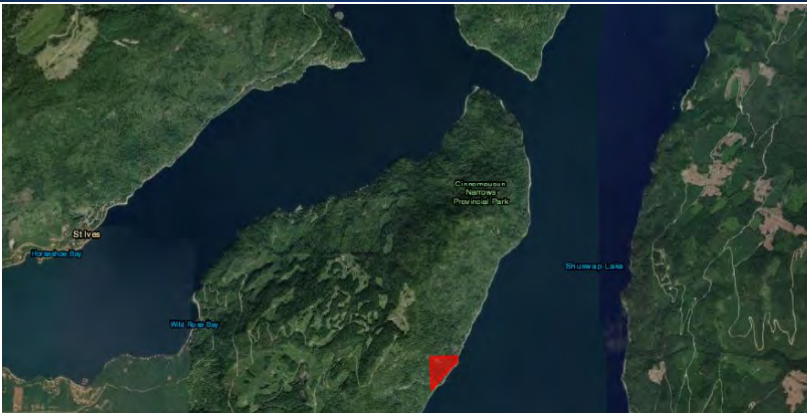 Cinnemousun
Narrows
Provincial Park
St Ives
Horseshoe Bay
Shuswap Lake
Wild Rose Bay